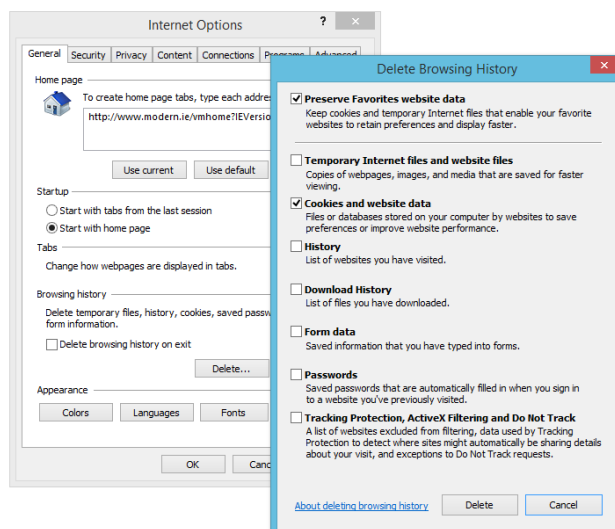 Internet Options
?
General Security Privacy Content Connections Programs Advanced
Home page
To create home page tabs, type each addre
http://www.modern.ie/vmhome?IEVersio
Use current Use default
Startup
Start with tabs from the last session
Start with home page
Tabs
Change how webpages are displayed in tabs.
Browsing history
Delete temporary files, history, cookies, saved passw
form information.
Delete browsing history on exit
Delete...
Appearance
Colors Languages Fonts
OK Canc
Delete Browsing History
Preserve Favorites website data
Keep cookies and temporary Internet files that enable your favorite
websites to retain preferences and display faster.
Temporary Internet files and website files
Copies of webpages, images, and media that are saved for faster
viewing.
Cookies and website data
Files or databases stored on your computer by websites to save
preferences or improve website performance.
History
List of websites you have visited.
Download History
List of files you have downloaded.
Form data
Saved information that you have typed into forms.
Passwords
Saved passwords that are automatically filled in when you sign in
to a website you've previously visited.
Tracking Protection, ActiveX Filtering and Do Not Track
A list of websites excluded from filtering, data used by Tracking
Protection to detect where sites might automatically be sharing details
about your visit, and exceptions to Do Not Track requests.
About deleting browsing history Delete Cancel